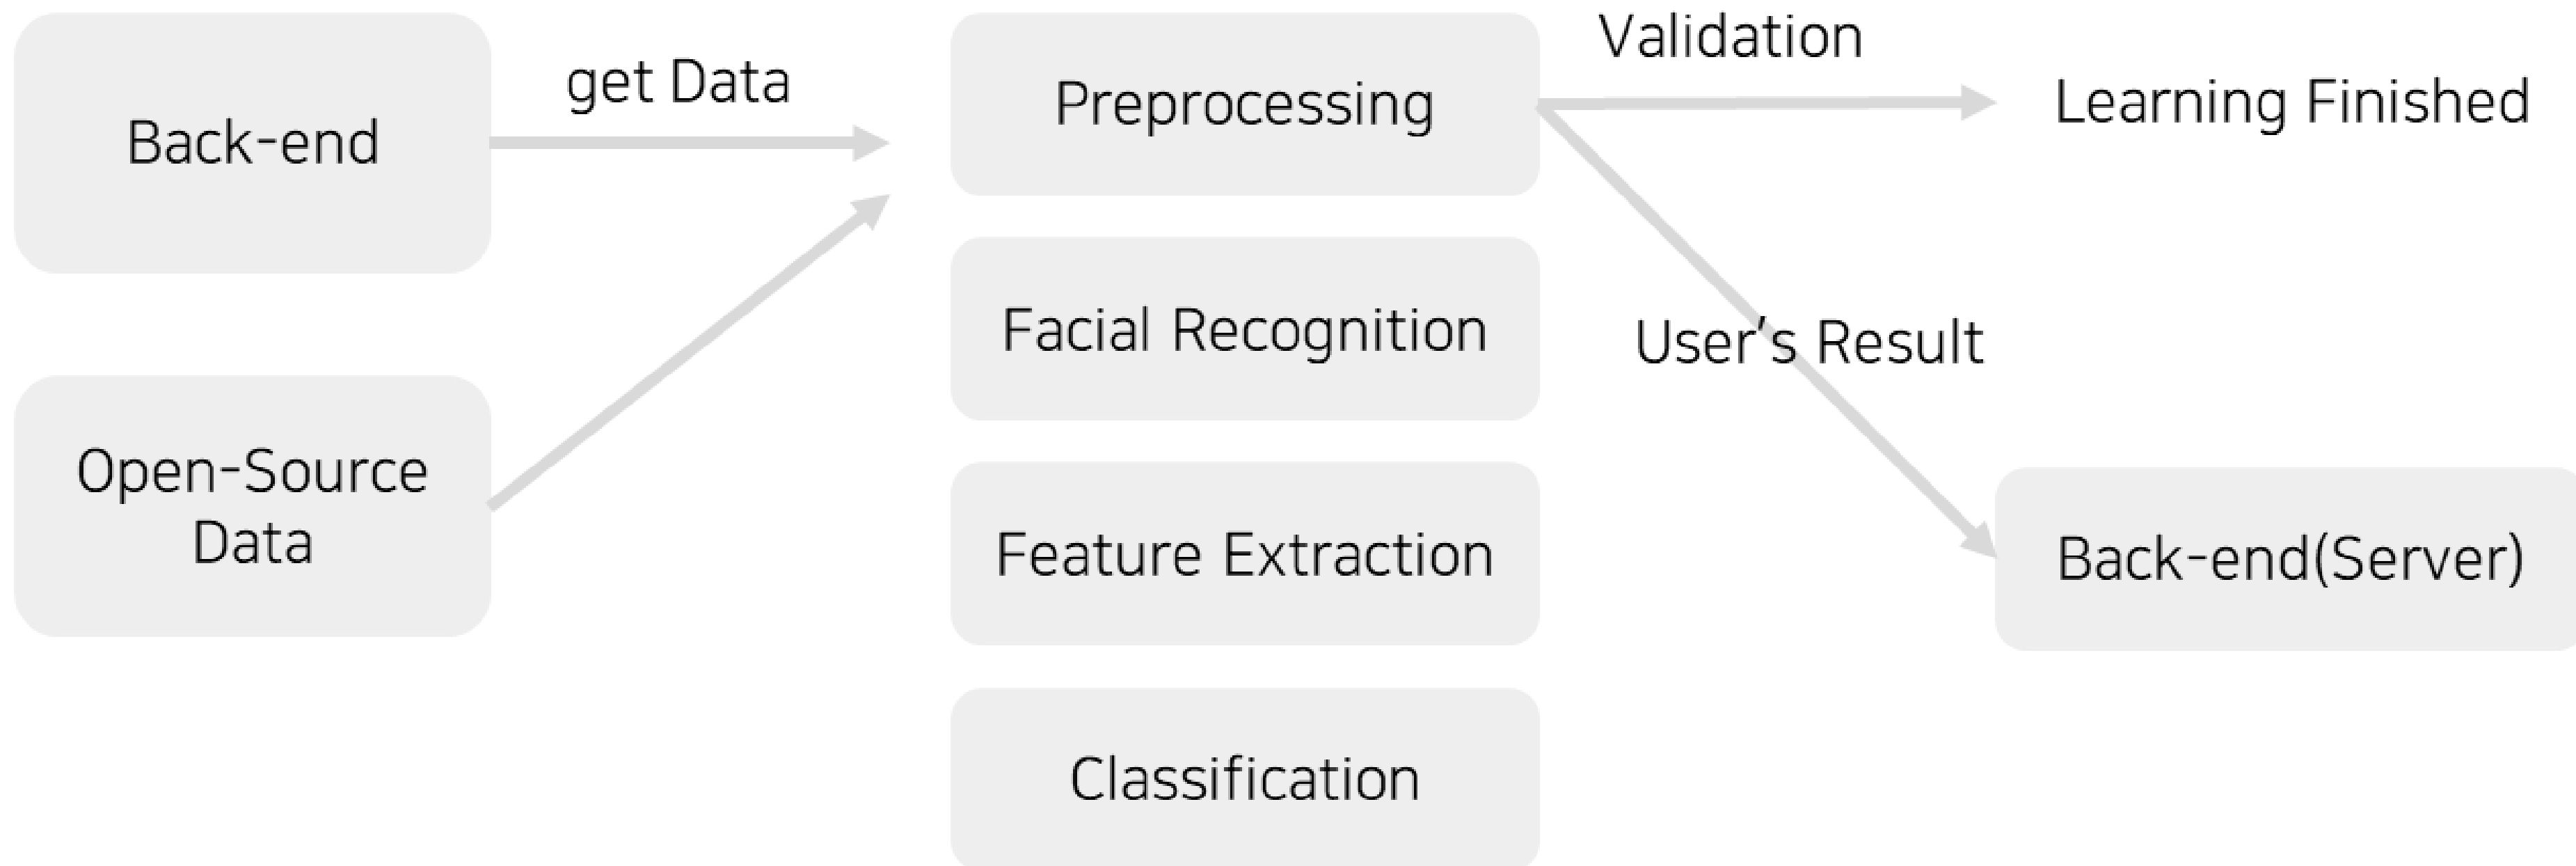 Back-end
get Data
Open-Source
Data
Preprocessing
Facial Recognition
Feature Extraction
Classification
Validation
Learning Finished
User's Result
Back-end(Server)